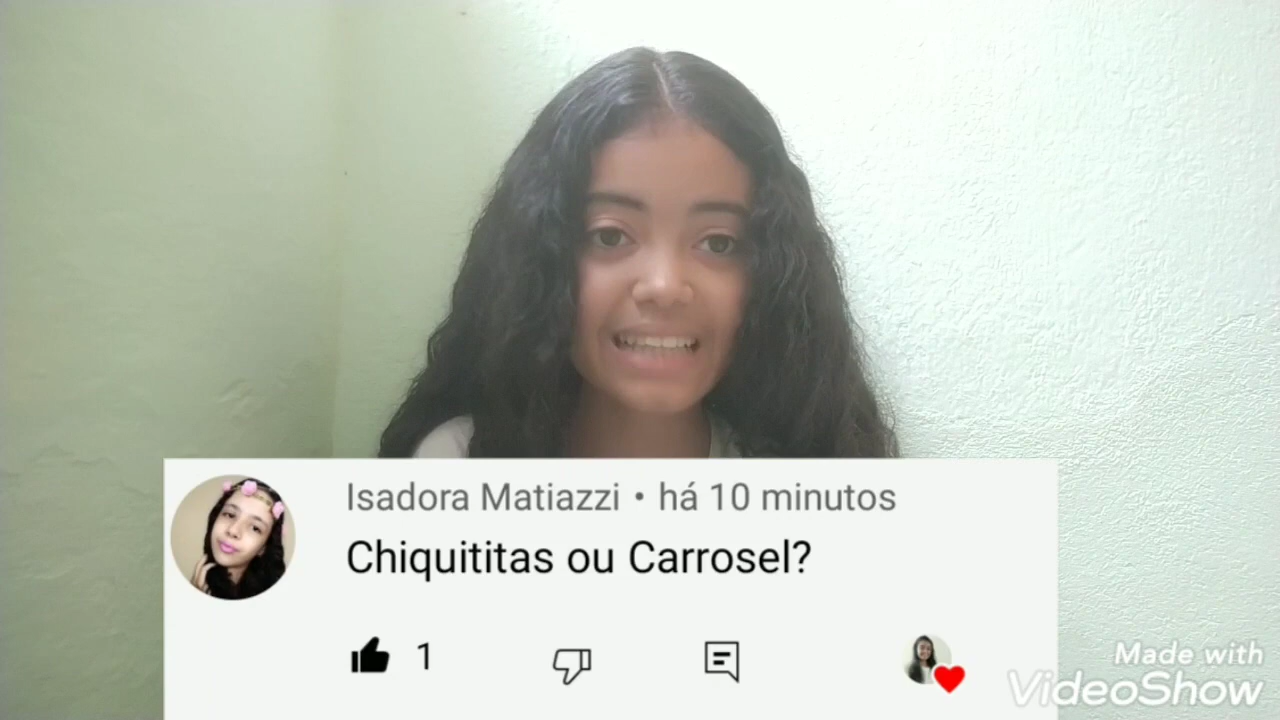 Isadora Matiazzi • há 10 minutos
Chiquititas ou Carrosel?
1
Made with
VideoShow